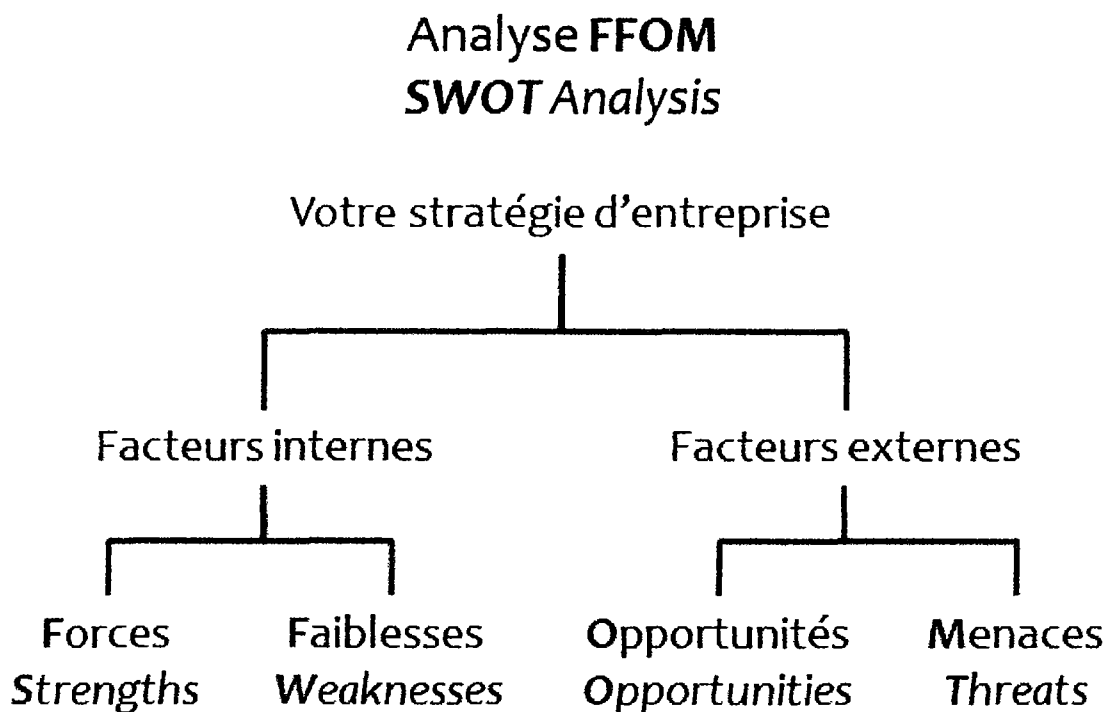 Analyse FFOM
SWOT Analysis
Votre stratégie d'entreprise
Facteurs internes
Facteurs externes
Forces
Strengths
Faiblesses
Weaknesses
Opportunités
Opportunities
Menaces
Threats